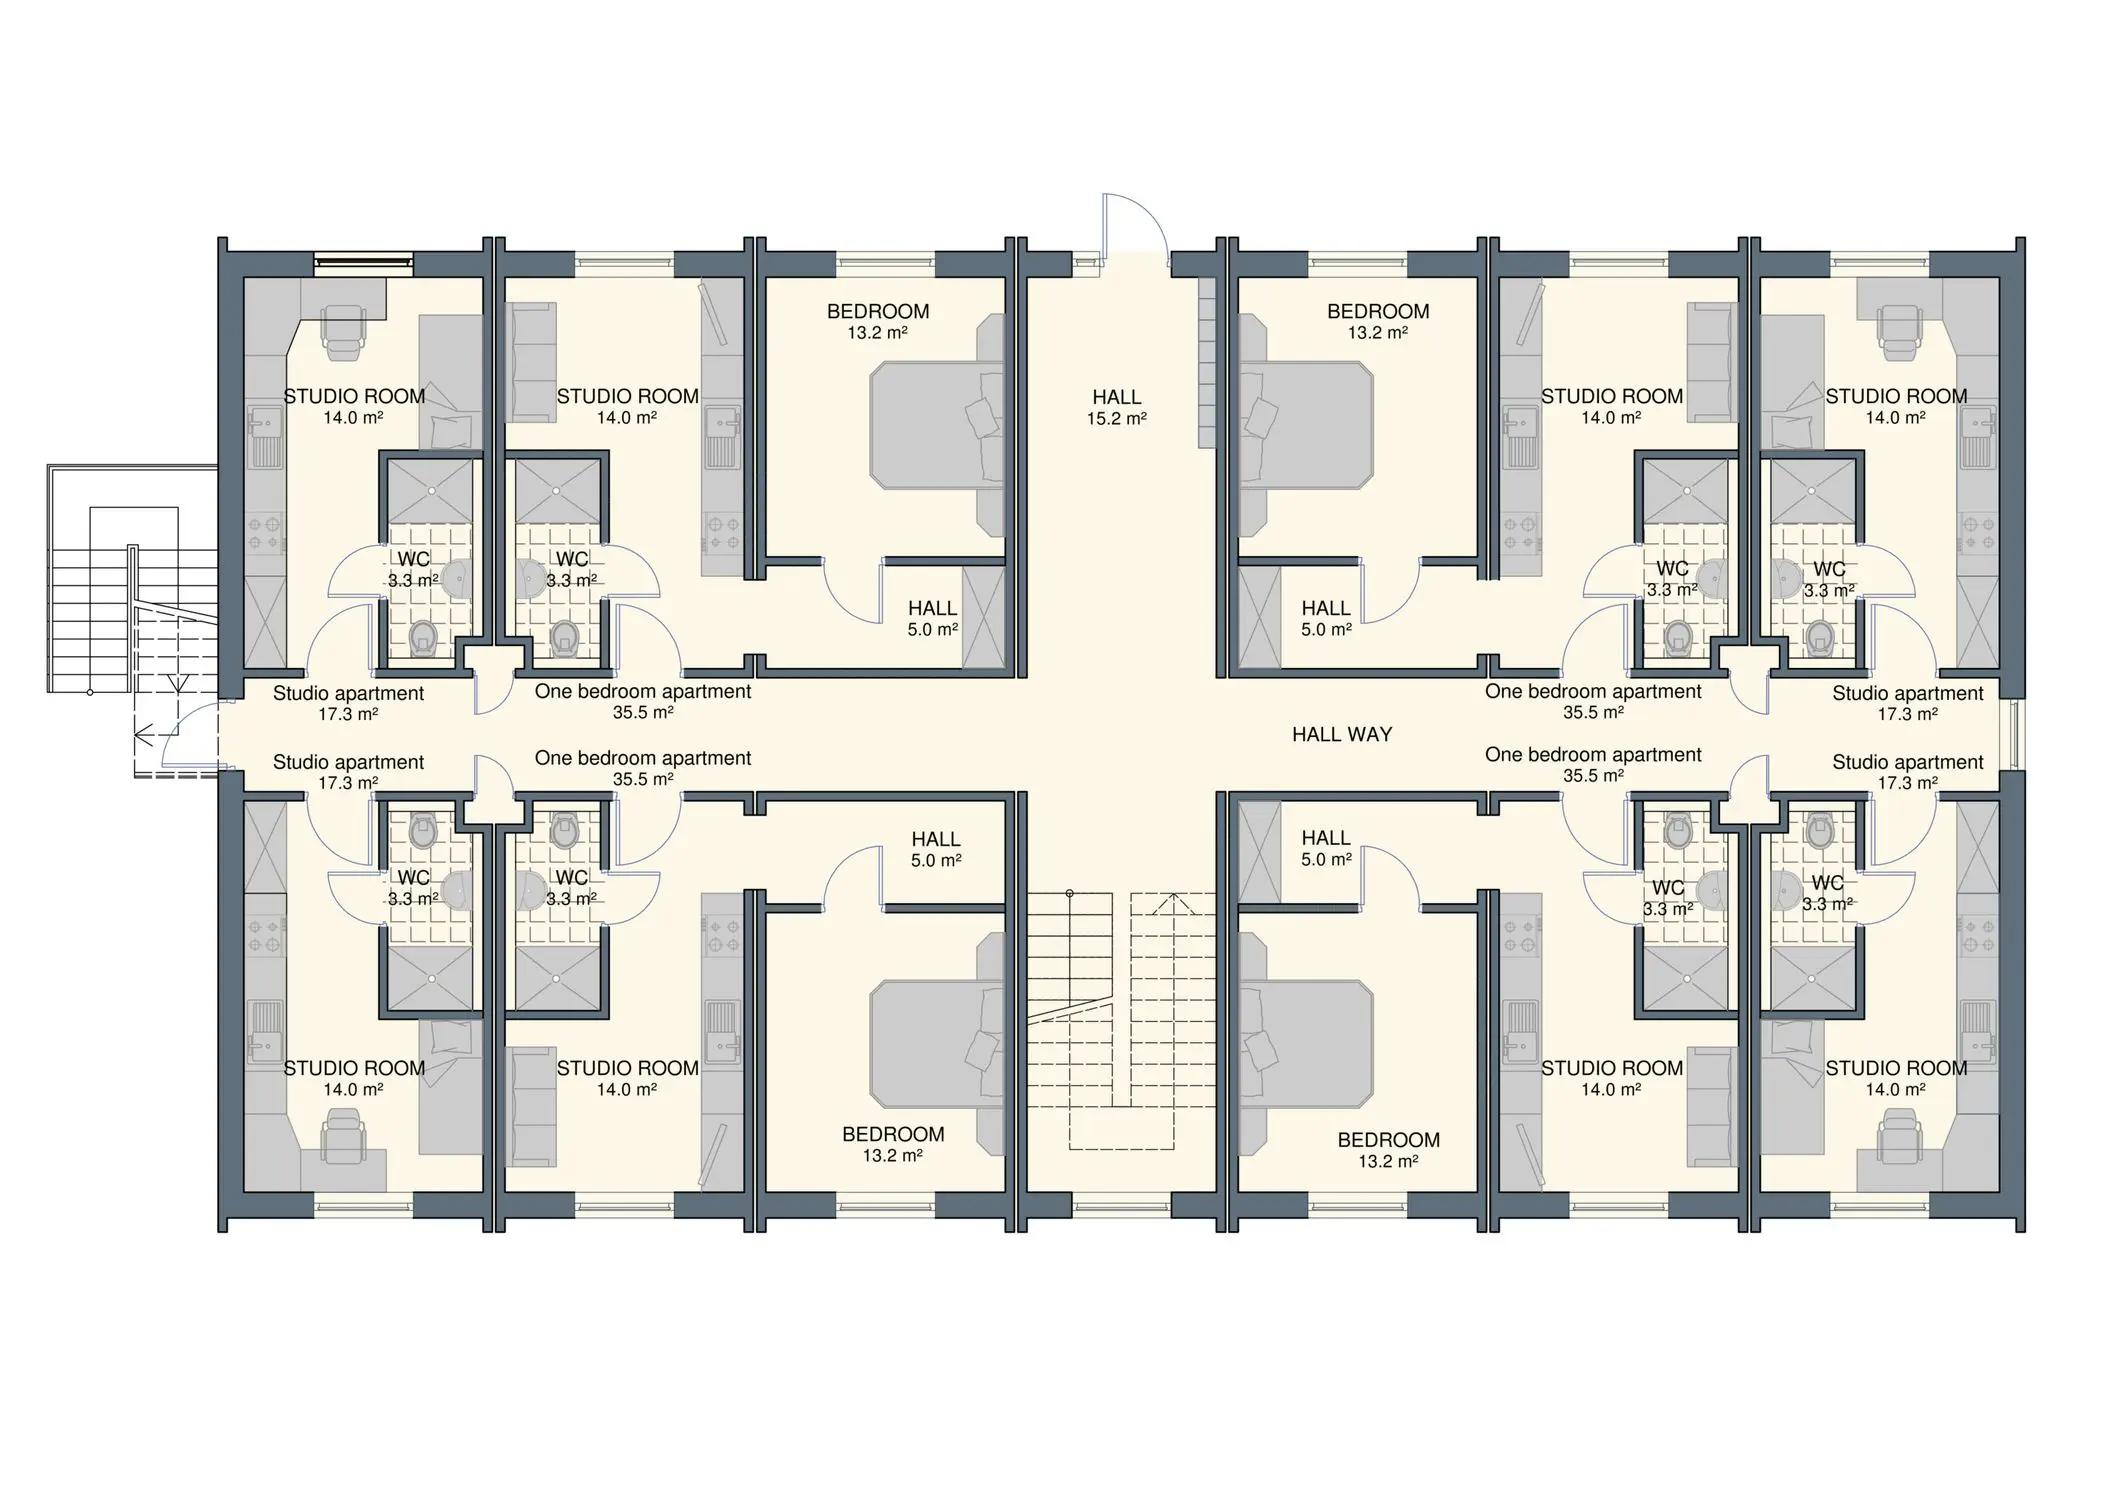 BEDROOM
13.2 m²
BEDROOM
13.2 m²
STUDIO ROOM
14.0 m²
STUDIO ROOM
14.0 m²
HALL
15.2 m²
STUDIO ROOM
14.0 m²
STUDIO ROOM
14.0 m²
WC
3.3 m²
WC
3.3 m²
HALL
5.0 m²
HALL
5.0 m²
WC
3.3 m²
WC
3.3 m²
Studio apartment
17.3 m²
One bedroom apartment
35.5 m²
One bedroom apartment
35.5 m²
Studio apartment
17.3 m²
HALL WAY
Studio apartment
17.3 m²
One bedroom apartment
35.5 m²
One bedroom apartment
35.5 m²
Studio apartment
17.3 m²
WC
3.3 m²
WC
3.3 m²
HALL
5.0 m²
HALL
5.0 m²
WC
3.3 m²
WC
3.3 m²
STUDIO ROOM
14.0 m²
STUDIO ROOM
14.0 m²
STUDIO ROOM
14.0 m²
STUDIO ROOM
14.0 m²
BEDROOM
13.2 m²
BEDROOM
13.2 m²